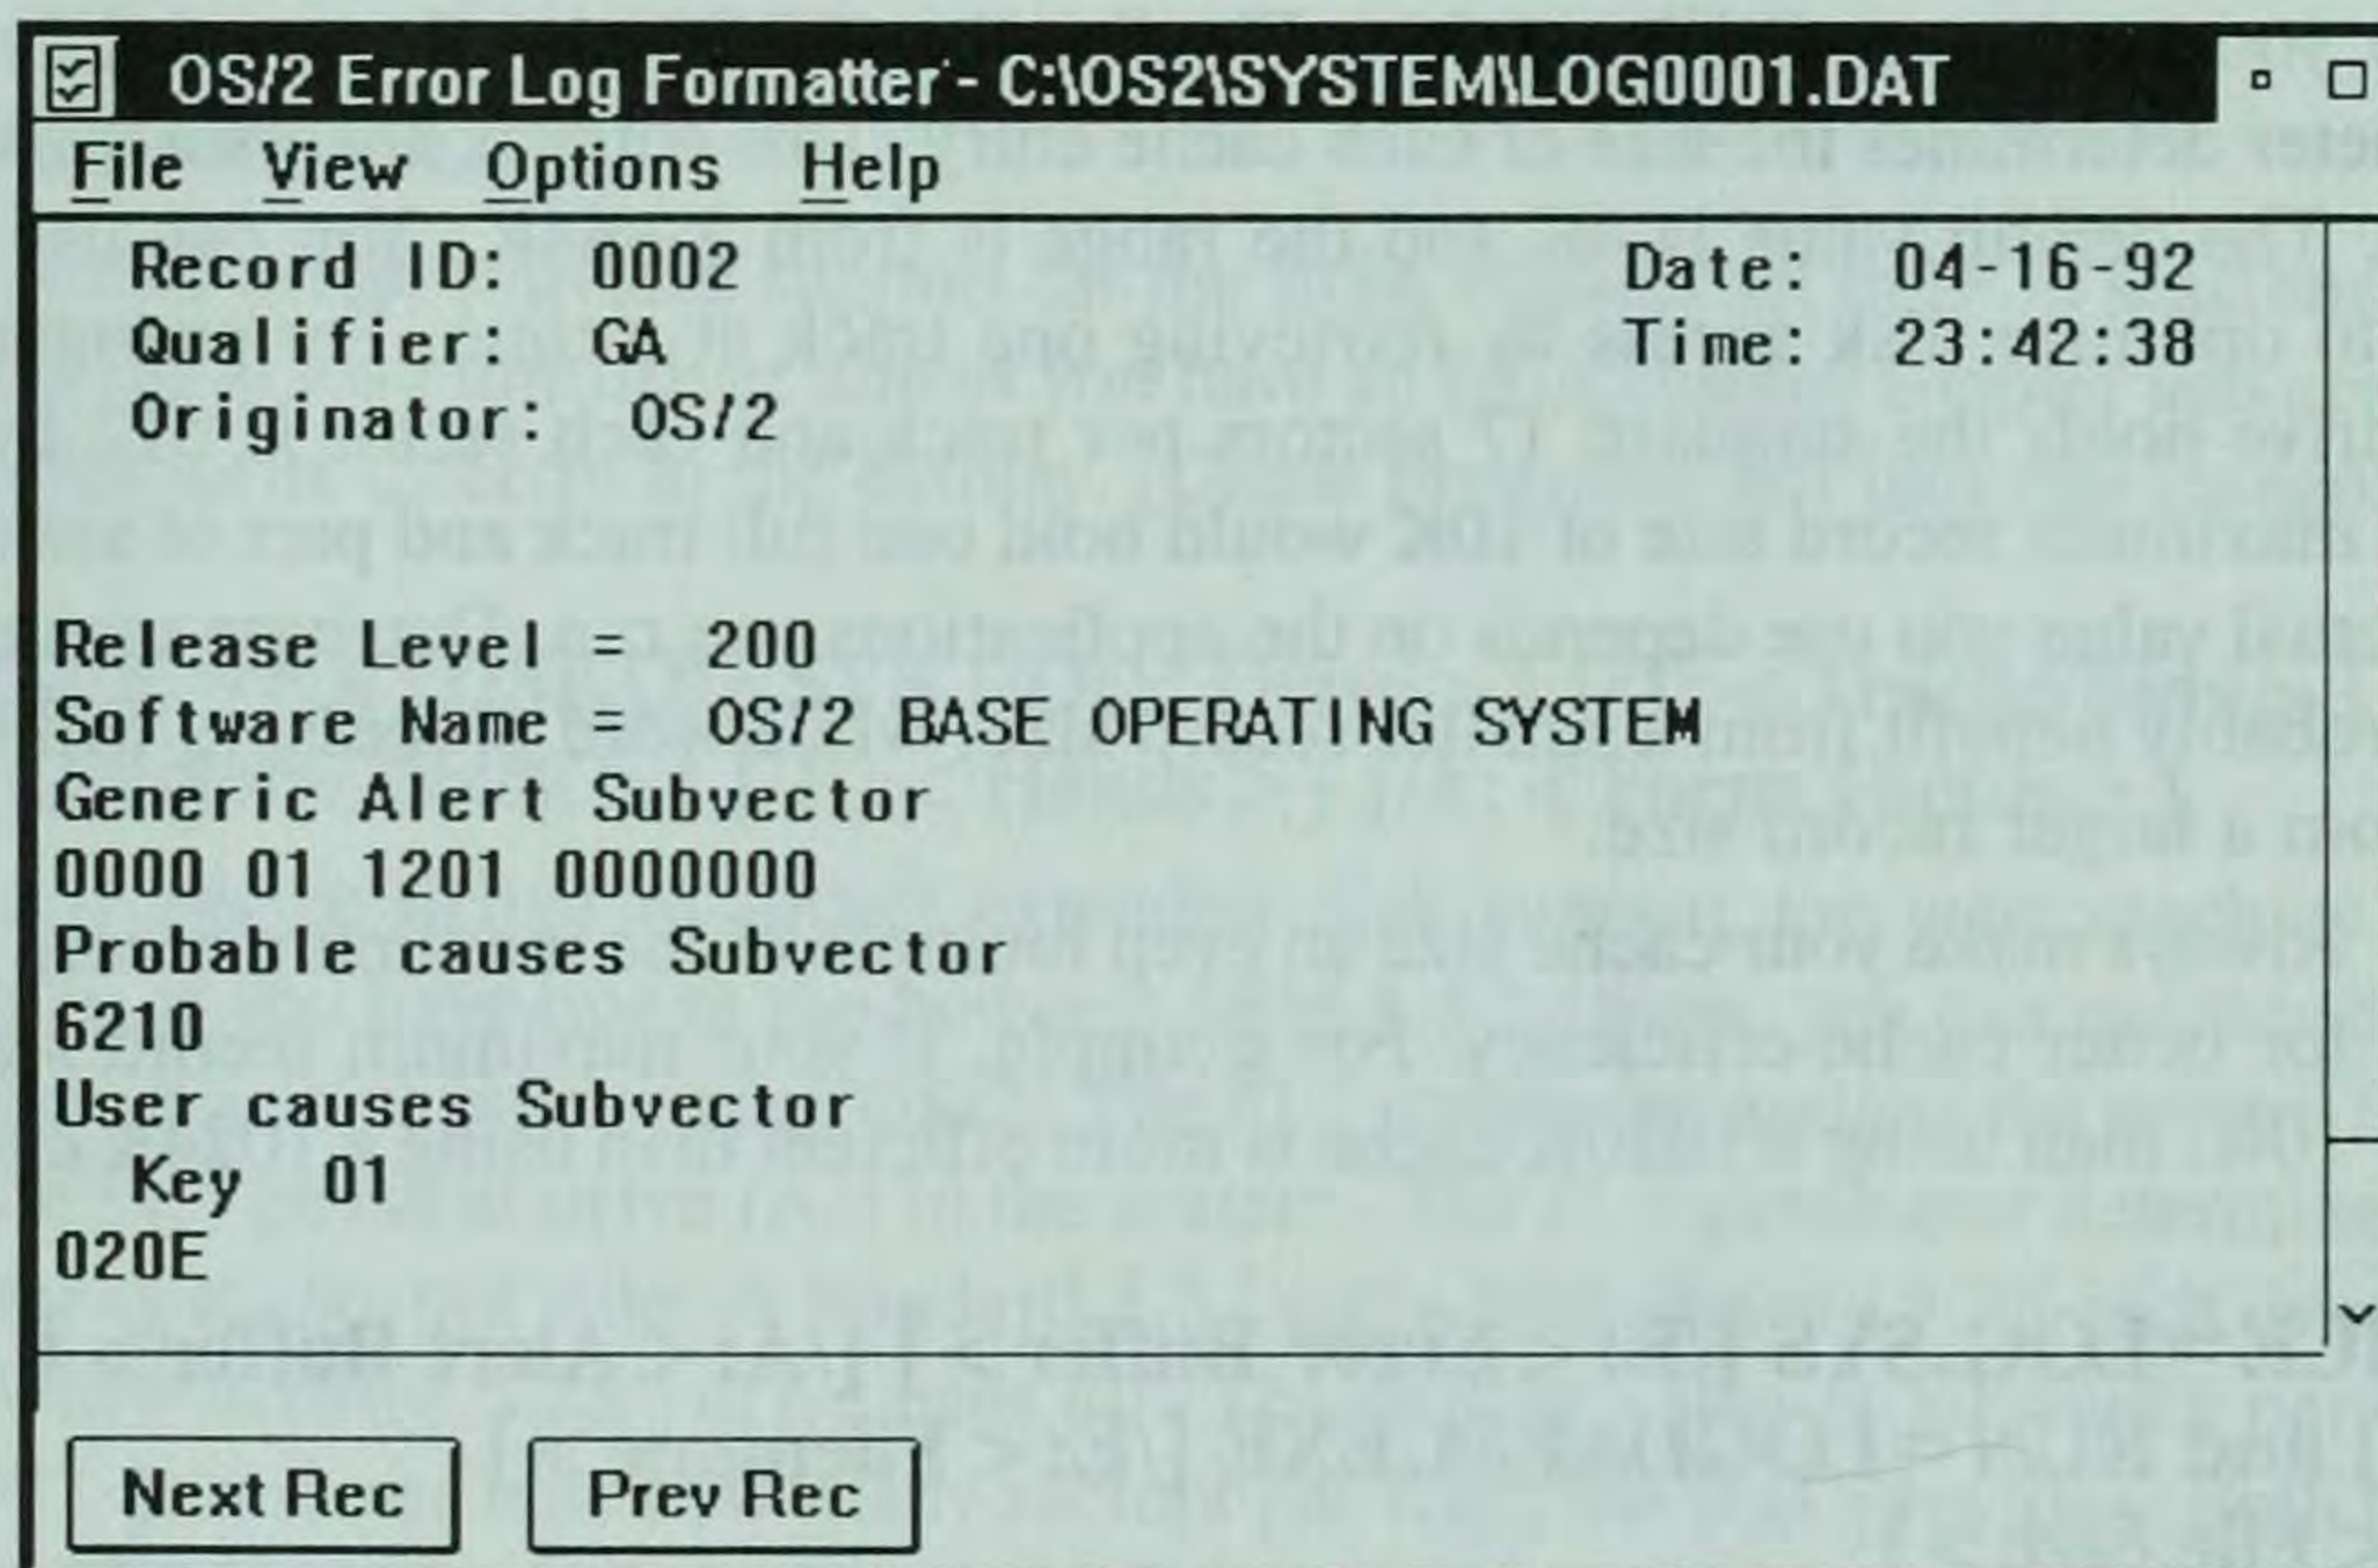 OS/2 Error Log Formatter - C:\OS2\SYSTEM\LOG0001.DAT
File View Options Help
Record ID: 0002 Date: 04-16-92
Qualifier: GA Time: 23:42:38
Originator: OS/2
Release Level = 200
Software Name = OS/2 BASE OPERATING SYSTEM
Generic Alert Subvector
0000 01 1201 0000000
Probable causes Subvector
6210
User causes Subvector
Key 01
020E
Next Rec Prev Rec